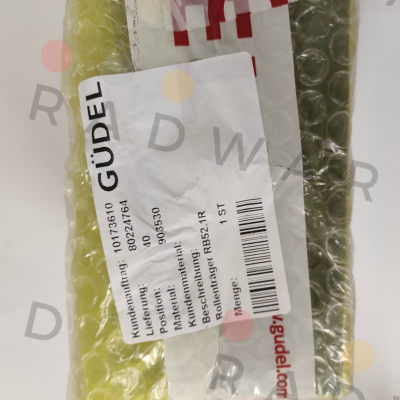 GÜDEL
Kundenauftrag: 10173610
Lieferung: 80224764
Position: 40
Material: 903530
Kundenmaterial:
Beschreibung:
Rollenträger RB52.1R
Menge: 1 ST
w.gudel.com